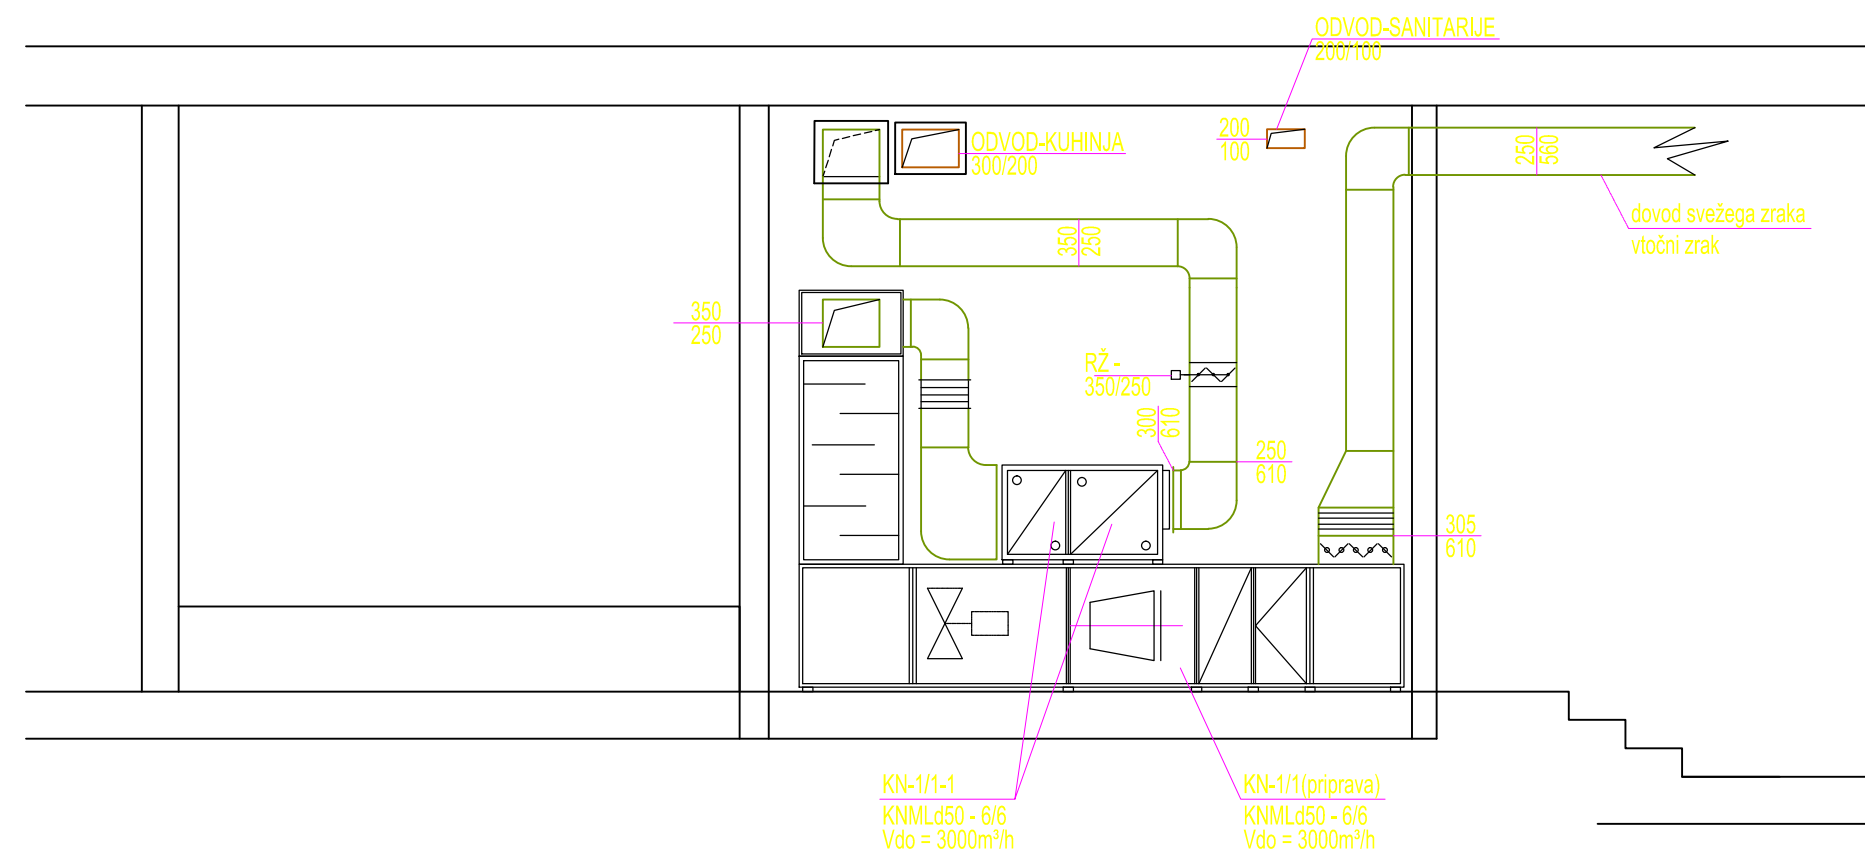 ODVOD-SANITARIJE
200/100
ODVOD-KUHINJA
300/200
200
100
250
560
dovod svežega zraka
vtočni zrak
350
250
350
250
RŽ -
350/250
300
610
250
610
305
610
KN-1/1-1
KNMLd50 - 6/6
Vdo = 3000m³/h
KN-1/1(priprava)
KNMLd50 - 6/6
Vdo = 3000m³/h